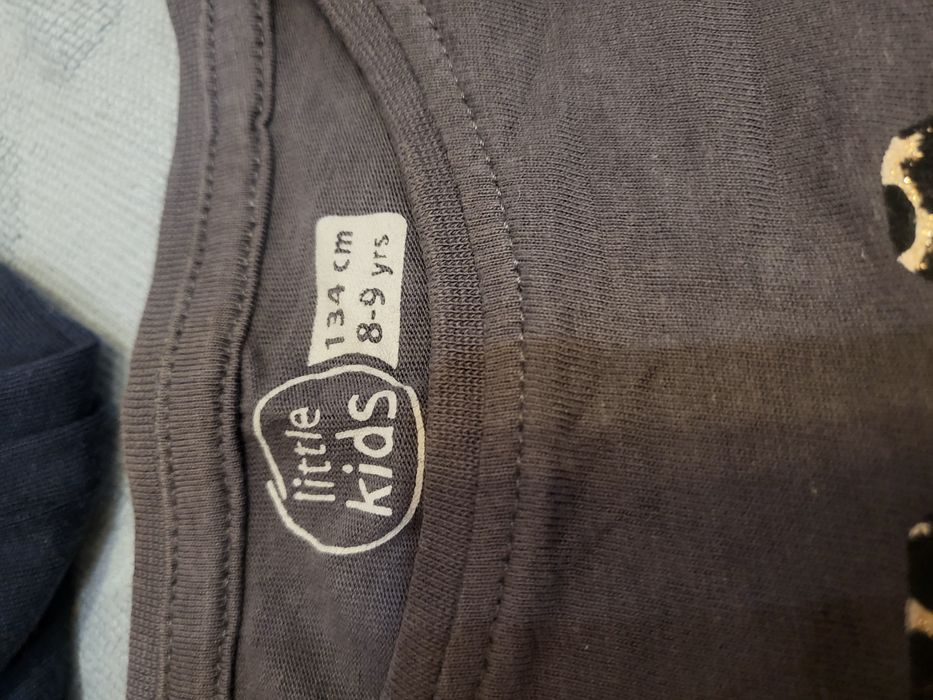 little
kids
134 cm
8-9 yrs